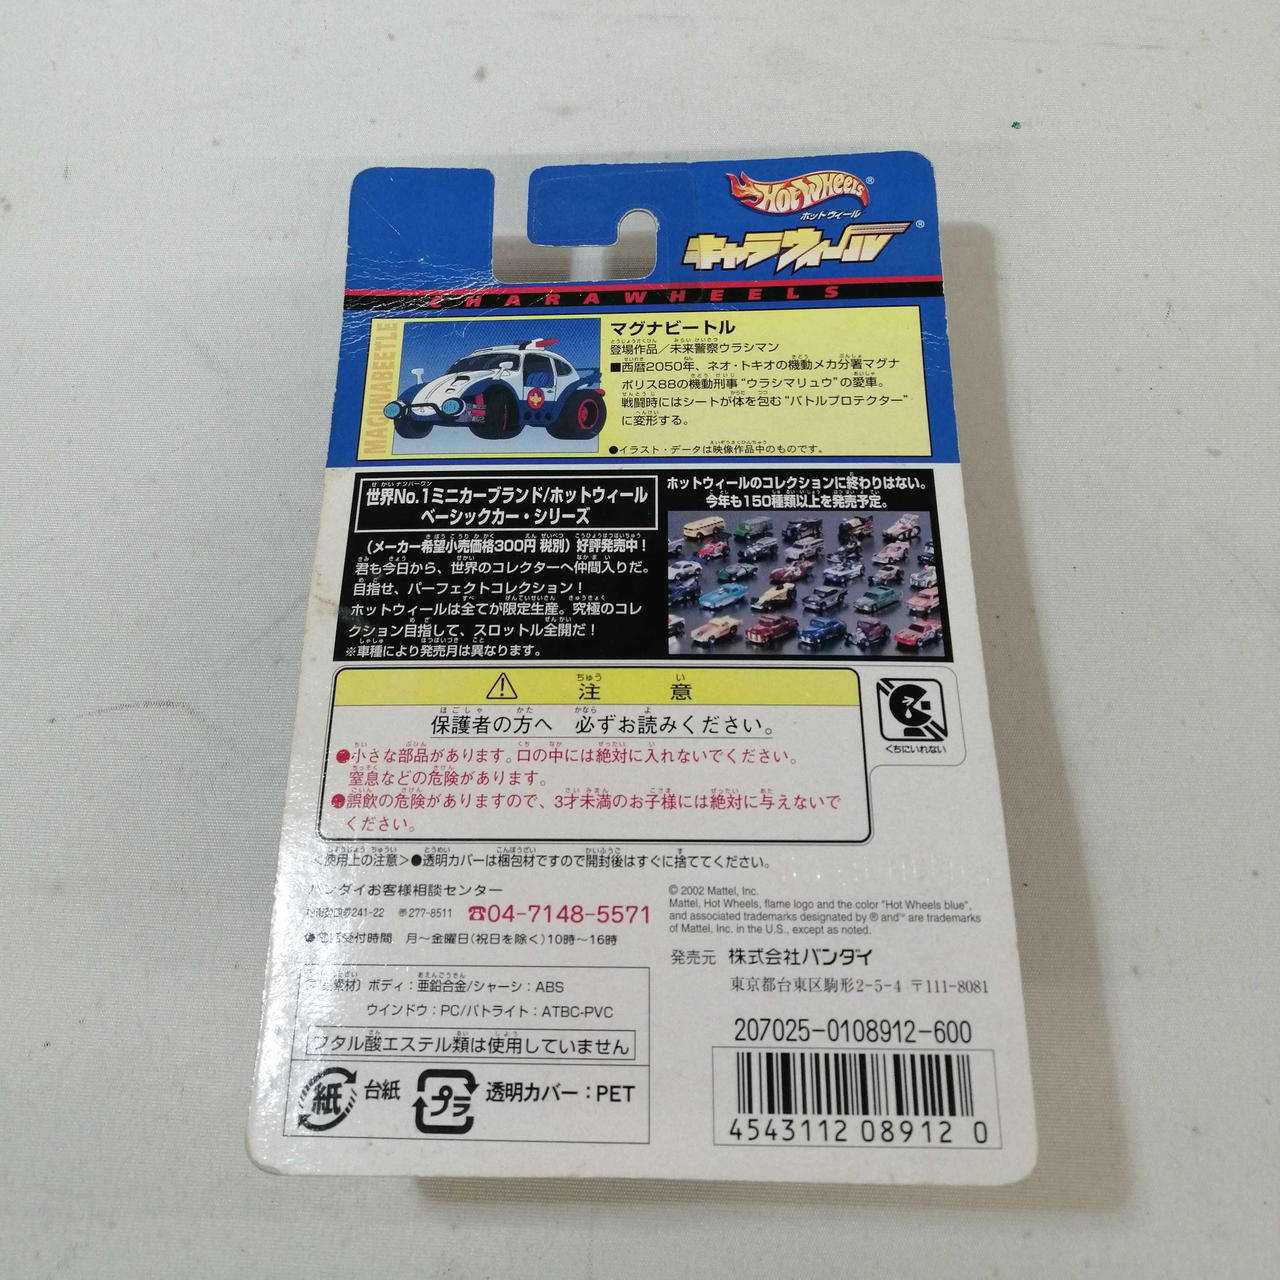 HOT WHEELS®
ホットウィール
キャラウィール®
CHARAWHEELS
MAGNABEETLE
マグナビートル
登場作品／未来警察ウラシマン
■西暦2050年、ネオ・トキオの機動メカ分署マグナ
ポリス88の機動刑事“ウラシマリュウ”の愛車。
戦闘時にはシートが体を包む“バトルプロテクター”
に変形する。
●イラスト・データは映像作品中のものです。
世界No.1ミニカーブランド/ホットウィール
ベーシックカー・シリーズ
(メーカー希望小売価格300円 税別) 好評発売中！
君も今日から、世界のコレクターへ仲間入りだ。
目指せ、パーフェクトコレクション！
ホットウィールは全てが限定生産。究極のコレ
クション目指して、スロットル全開だ！
※車種により発売月は異なります。
ホットウィールのコレクションに終わりはない。
今年も150種類以上を発売予定。
注意
保護者の方へ 必ずお読みください。
●小さな部品があります。口の中には絶対に入れないでください。
窒息などの危険があります。
●誤飲の危険がありますので、3才未満のお子様には絶対に与えないで
ください。
くちにいれない
<使用上の注意>●透明カバーは梱包材ですので開封後はすぐに捨ててください。
バンダイお客様相談センター
241-22 〒277-8511 ☎04-7148-5571
受付時間 月〜金曜日(祝日を除く)10時〜16時
素材) ボディ：亜鉛合金/シャーシ：ABS
ウインドウ：PC/パトライト：ATBC-PVC
フタル酸エステル類は使用していません
紙 台紙 プラ 透明カバー：PET
© 2002 Mattel, Inc.
Mattel, Hot Wheels, flame logo and the color "Hot Wheels blue",
and associated trademarks designated by ® and ™ are trademarks
of Mattel, Inc. in the U.S., except as noted.
発売元 株式会社バンダイ
東京都台東区駒形2-5-4 〒111-8081
207025-0108912-600
4543112 08912 0